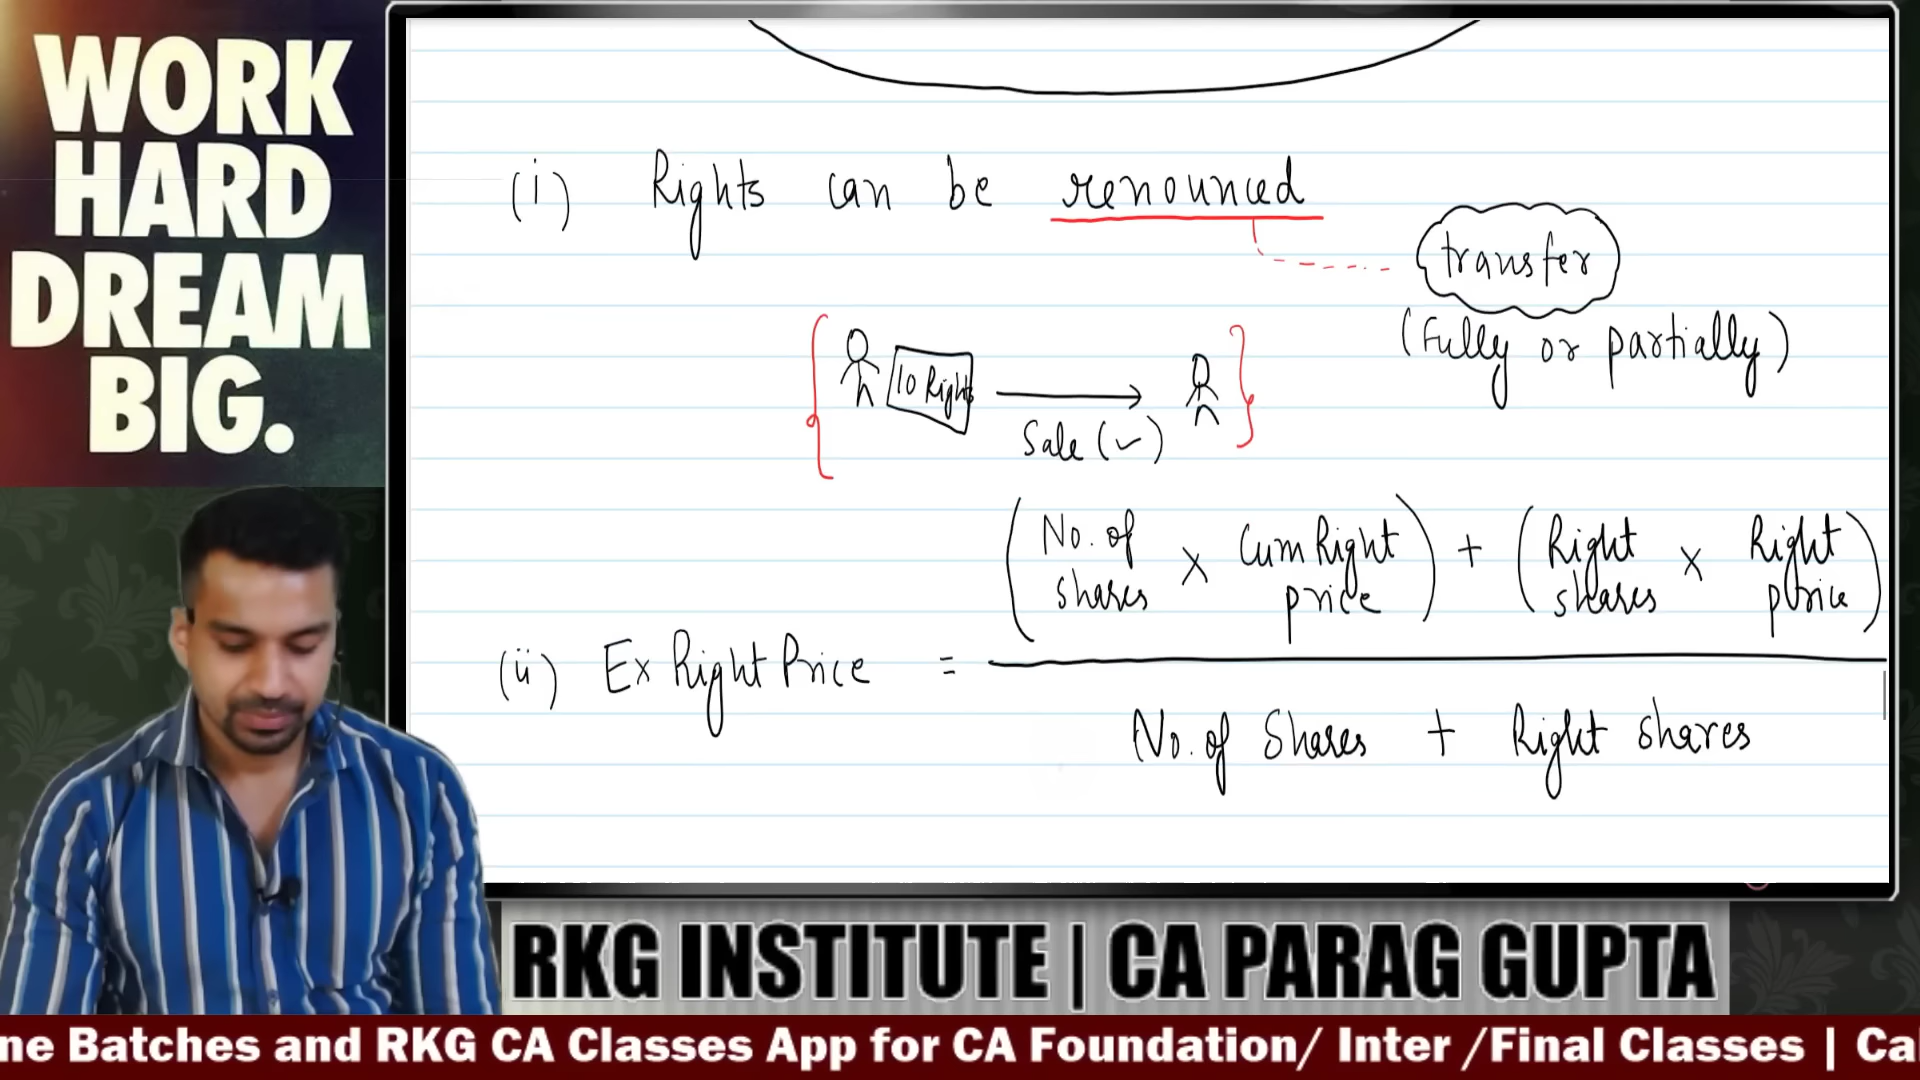 WORK
HARD
DREAM
BIG.
(i) Rights can be renounced
transfer
(Fully or partially)
10 Rights
Sale (✓)
(No. of shares × Cum Right price) + (Right shares × Right price)
(ii) Ex Right Price =
No. of Shares + Right shares
RKG INSTITUTE | CA PARAG GUPTA
ne Batches and RKG CA Classes App for CA Foundation/ Inter /Final Classes | Cal